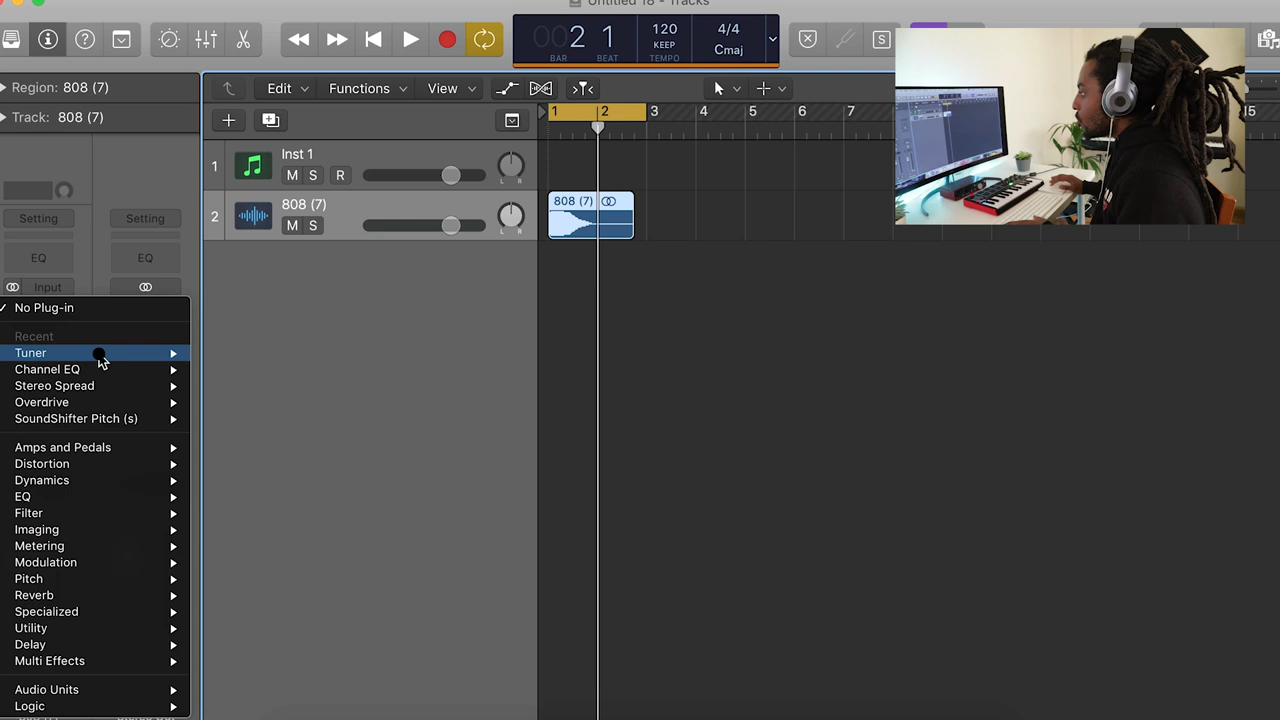 Untitled 18 - Tracks
2 1
BAR BEAT
120
KEEP
TEMPO
4/4
Cmaj
S
Region: 808 (7)
Track: 808 (7)
Edit
Functions
View
1
2
3
4
5
6
7
Setting
Setting
EQ
EQ
Input
1
Inst 1
M S R
L R
2
808 (7)
M S
L R
808 (7)
No Plug-in
Recent
Tuner
Channel EQ
Stereo Spread
Overdrive
SoundShifter Pitch (s)
Amps and Pedals
Distortion
Dynamics
EQ
Filter
Imaging
Metering
Modulation
Pitch
Reverb
Specialized
Utility
Delay
Multi Effects
Audio Units
Logic